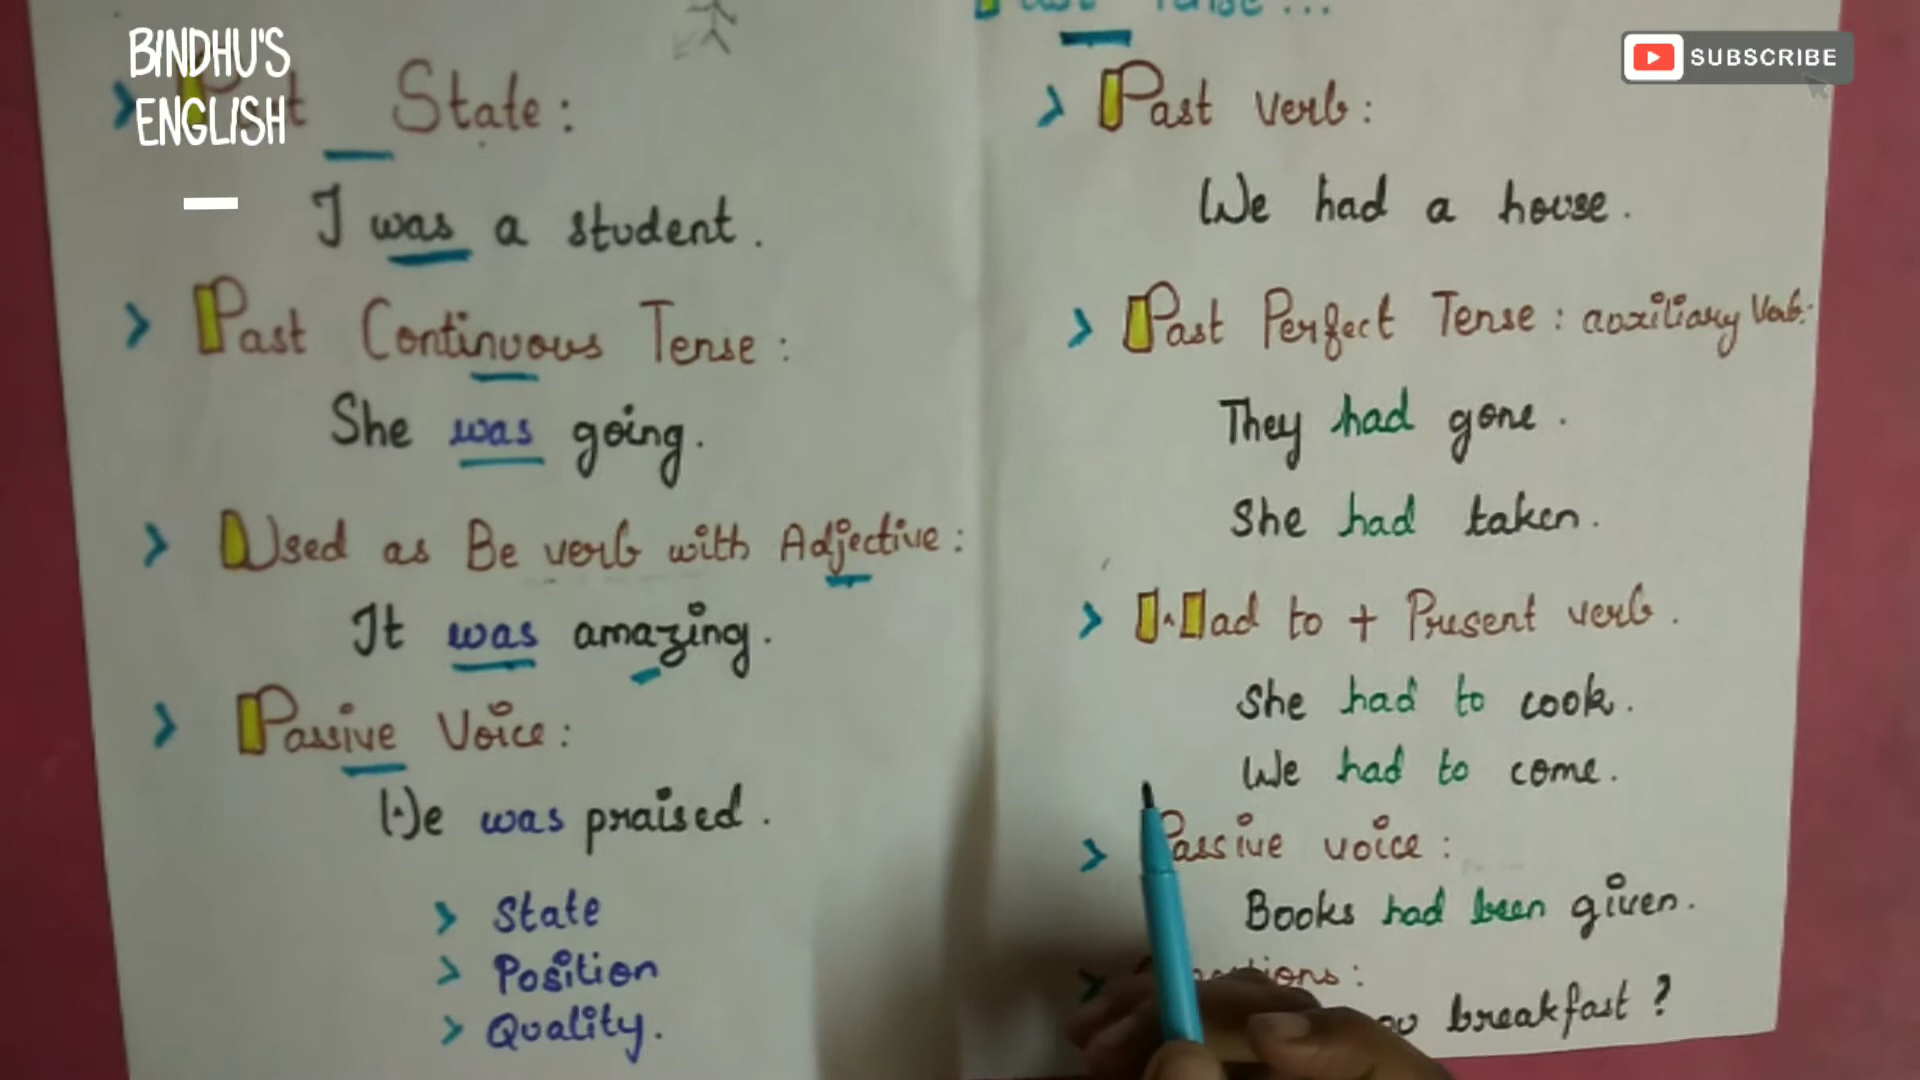 BINDHU'S
ENGLISH
SUBSCRIBE
State:
I was a student.
Past Continuous Tense:
She was going.
Used as Be verb with Adjective:
It was amazing.
Passive Voice:
He was praised.
State
Position
Quality.
Tense...
Past verb:
We had a house.
Past Perfect Tense: auxiliary Verb:
They had gone.
She had taken.
Had to + Present verb.
She had to cook.
We had to come.
Passive voice:
Books had been given.
breakfast?